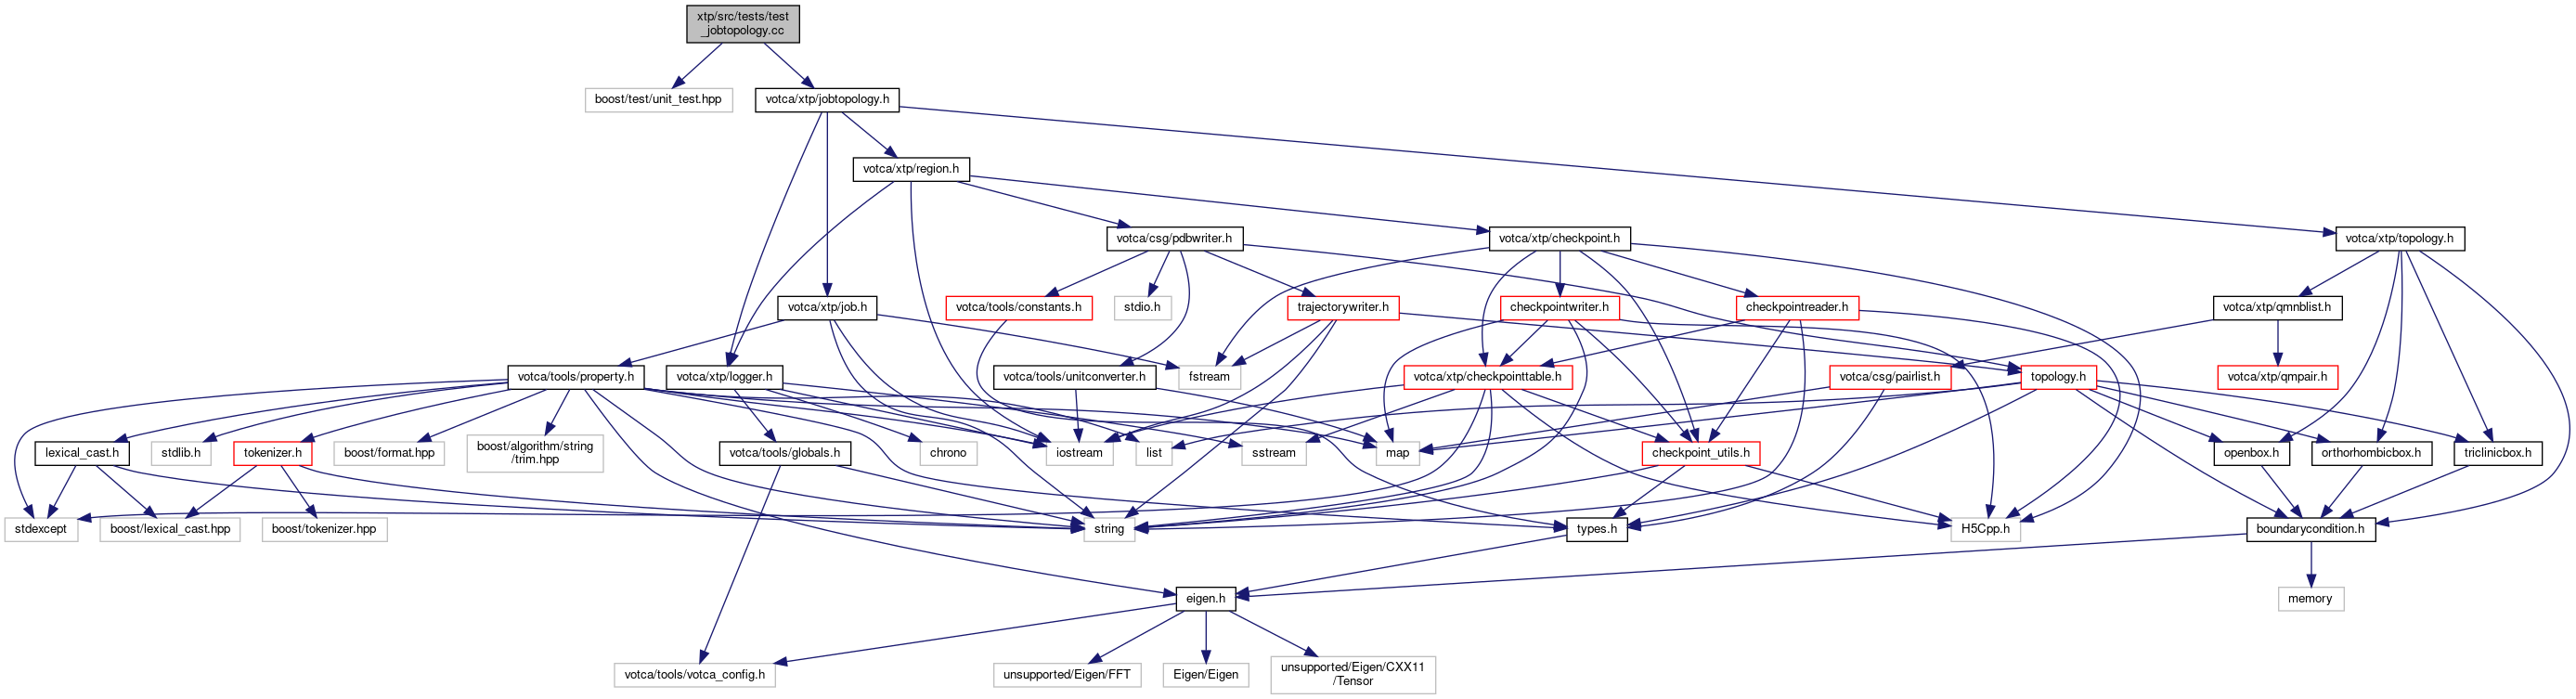 xtp/src/tests/test
_jobtopology.cc
boost/test/unit_test.hpp
votca/xtp/jobtopology.h
votca/xtp/region.h
votca/csg/pdbwriter.h
votca/xtp/checkpoint.h
votca/xtp/topology.h
votca/xtp/job.h
votca/tools/constants.h
stdio.h
trajectorywriter.h
checkpointwriter.h
checkpointreader.h
votca/xtp/qmnblist.h
votca/tools/property.h
votca/xtp/logger.h
votca/tools/unitconverter.h
fstream
votca/xtp/checkpointtable.h
votca/csg/pairlist.h
topology.h
votca/xtp/qmpair.h
lexical_cast.h
stdlib.h
tokenizer.h
boost/format.hpp
boost/algorithm/string
/trim.hpp
votca/tools/globals.h
chrono
iostream
list
sstream
map
checkpoint_utils.h
openbox.h
orthorhombicbox.h
triclinicbox.h
stdexcept
boost/lexical_cast.hpp
boost/tokenizer.hpp
string
types.h
H5Cpp.h
boundarycondition.h
eigen.h
memory
votca/tools/votca_config.h
unsupported/Eigen/FFT
Eigen/Eigen
unsupported/Eigen/CXX11
/Tensor